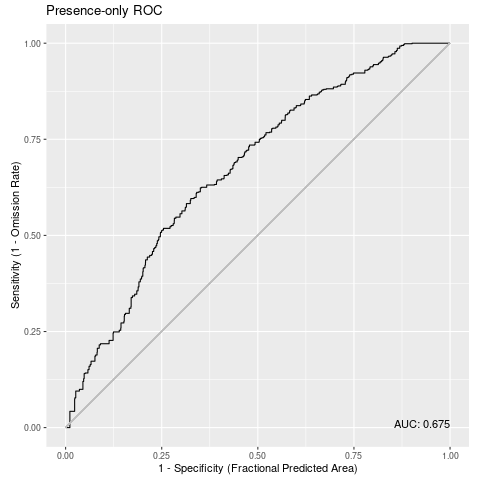 Presence-only ROC
Sensitivity (1 - Omission Rate)
1.00
0.75
0.50
0.25
0.00
AUC: 0.675
0.00 0.25 0.50 0.75 1.00
1 - Specificity (Fractional Predicted Area)